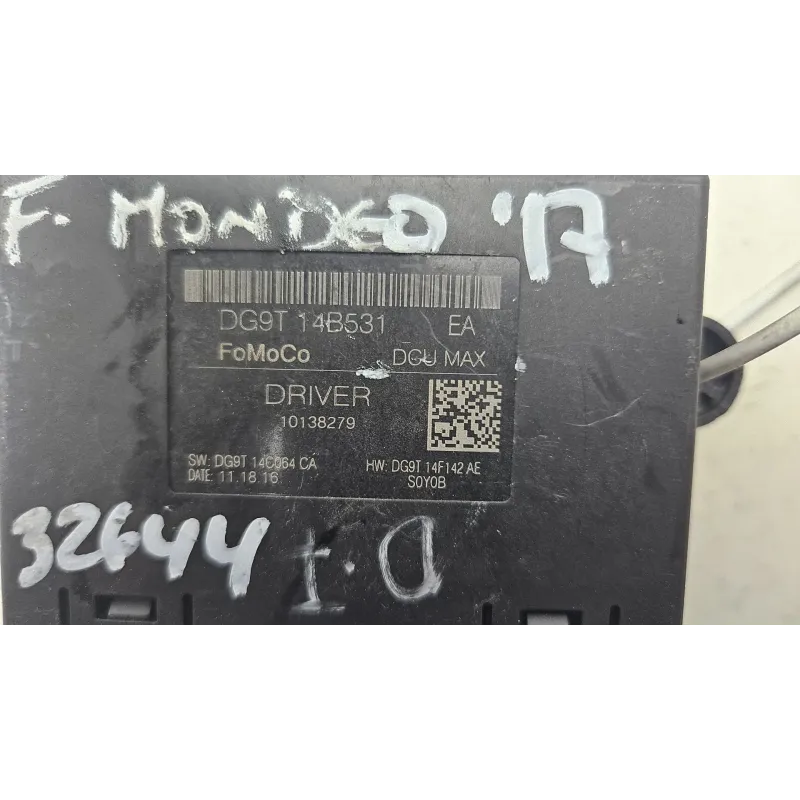 F. MONDEO '17
DG9T 14B531 EA
FoMoCo DCU MAX
DRIVER
10138279
SW: DG9T 14C064 CA HW: DG9T 14F142 AE
DATE: 11.18.16 S0Y0B
32644 I.D